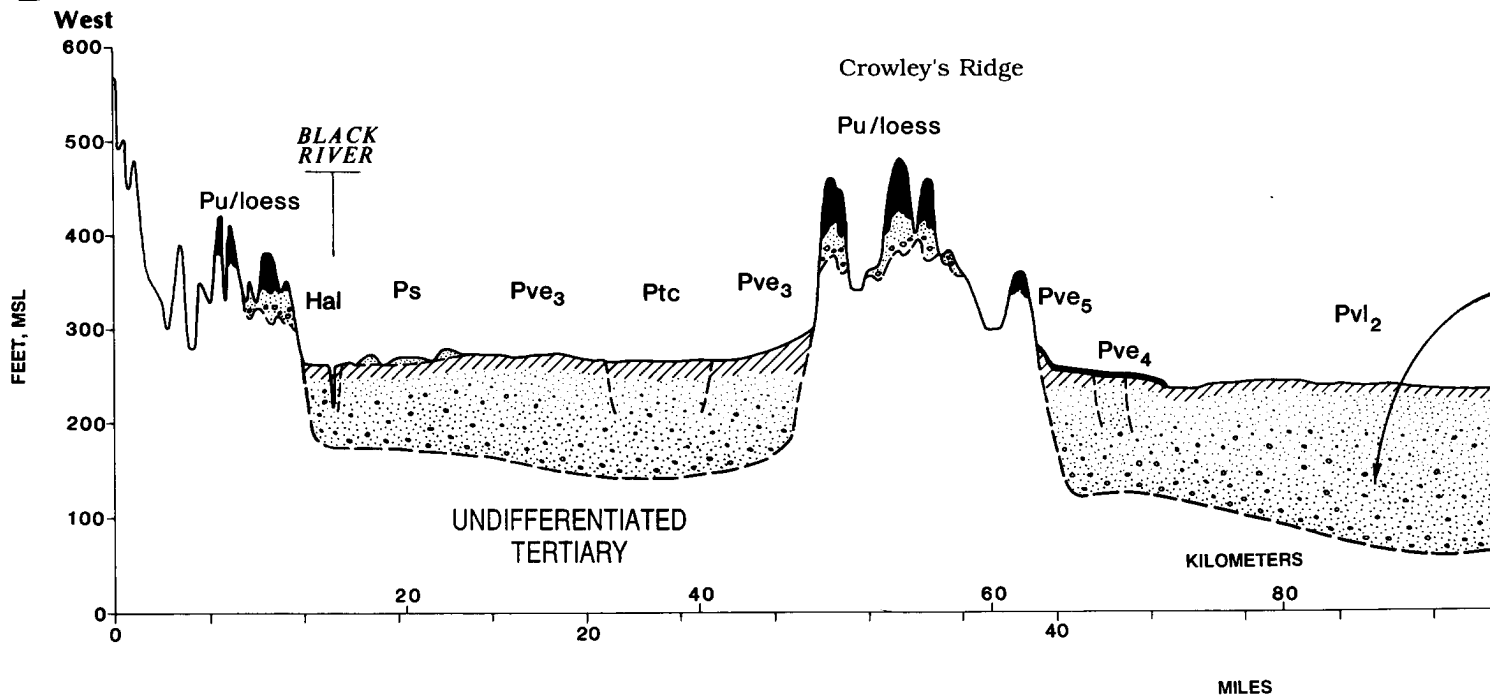 West
600
Crowley's Ridge
500
BLACK
RIVER
Pu/loess
Pu/loess
400
Hal
Ps
Pve3
Ptc
Pve3
Pve5
Pvl2
300
Pve4
FEET, MSL
200
100
UNDIFFERENTIATED
TERTIARY
KILOMETERS
20
40
60
80
0
0
20
40
MILES